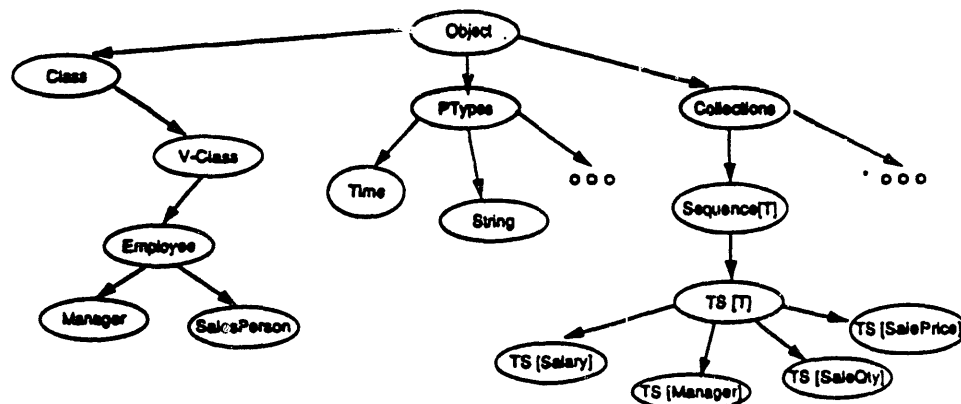 Object
Class
PTypes
Collections
V-Class
Time
String
Sequence[T]
Employee
Manager
SalesPerson
TS [T]
TS [SalePrice]
TS [Salary]
TS [Manager]
TS [SaleQty]